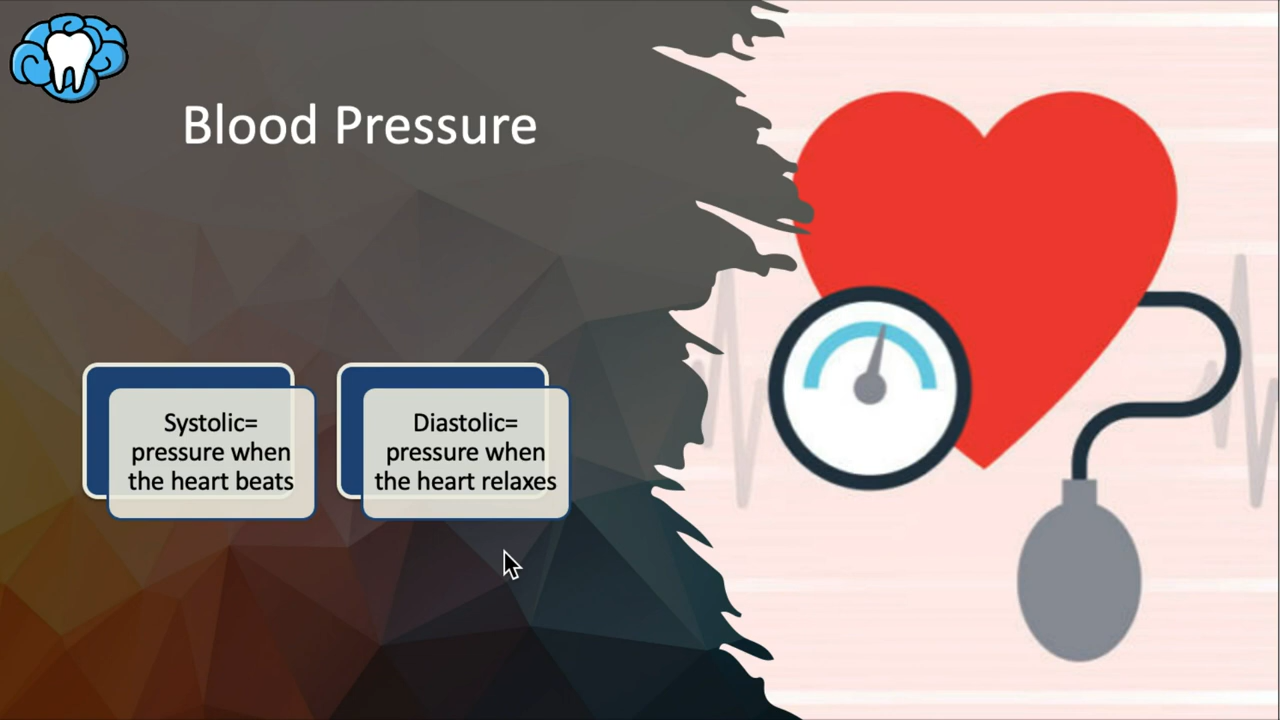 Blood Pressure
Systolic=
pressure when
the heart beats
Diastolic=
pressure when
the heart relaxes